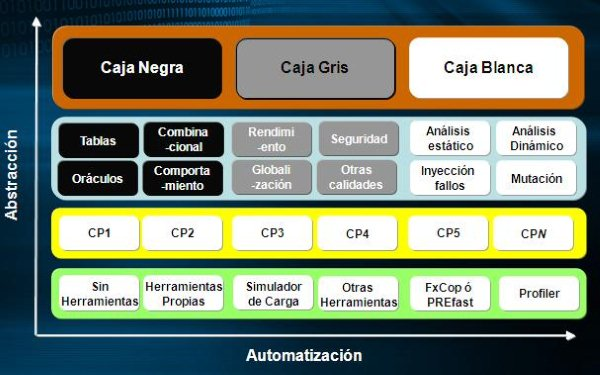 Caja Negra
Caja Gris
Caja Blanca
Tablas
Combina
-cional
Rendimi
-ento
Seguridad
Análisis
estático
Análisis
Dinámico
Oráculos
Comporta
-miento
Globali
-zación
Otras
calidades
Inyección
fallos
Mutación
CP1
CP2
CP3
CP4
CP5
CPN
Sin
Herramientas
Herramientas
Propias
Simulador
de Carga
Otras
Herramientas
FxCop ó
PREfast
Profiler
Abstracción
Automatización